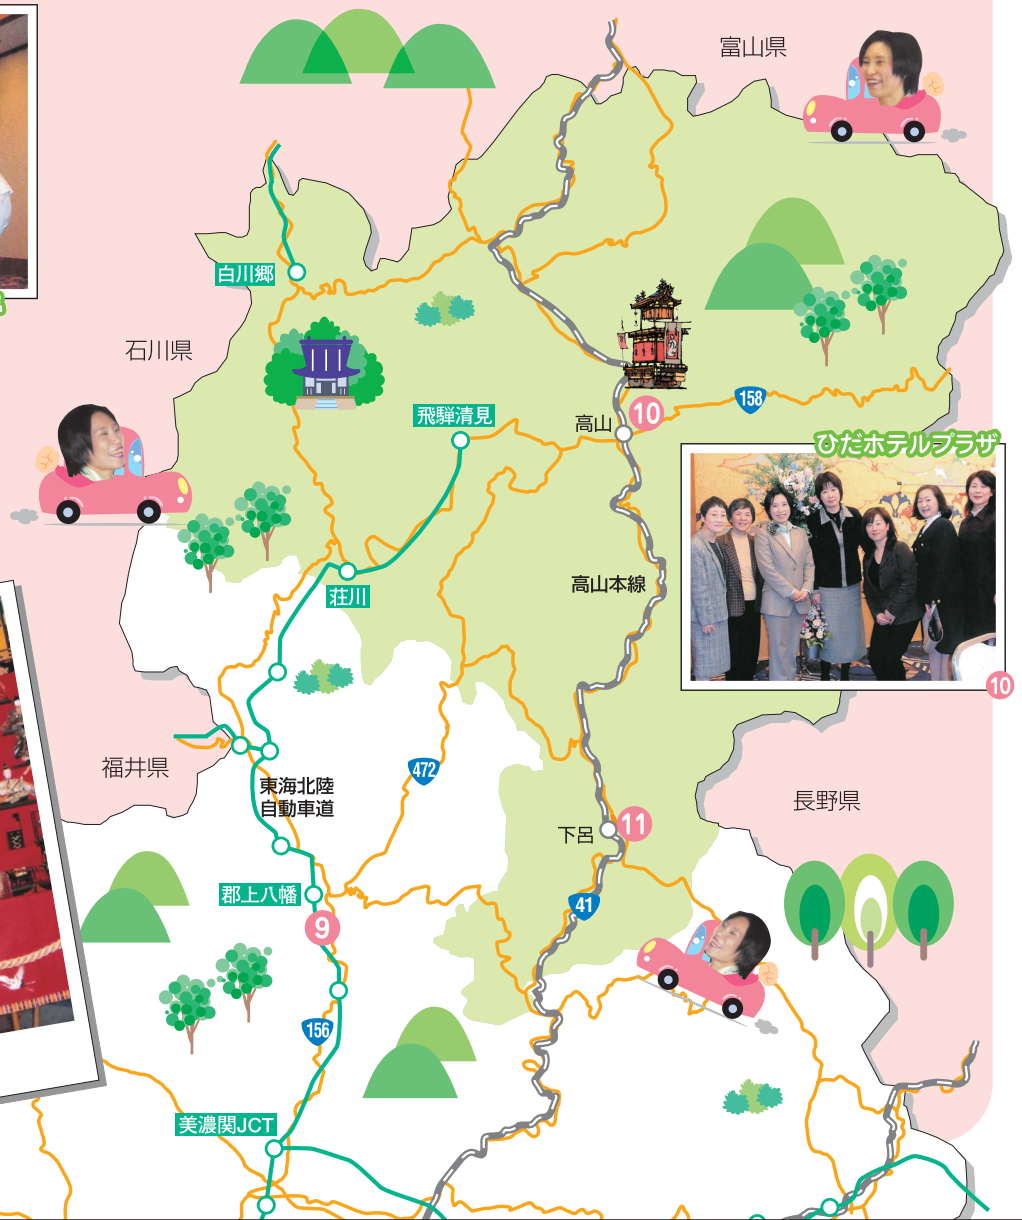 富山県
白川郷
石川県
飛騨清見
高山
10
158
ひだホテルプラザ
荘川
高山本線
10
福井県
472
東海北陸
自動車道
長野県
下呂
11
郡上八幡
41
9
156
美濃関JCT